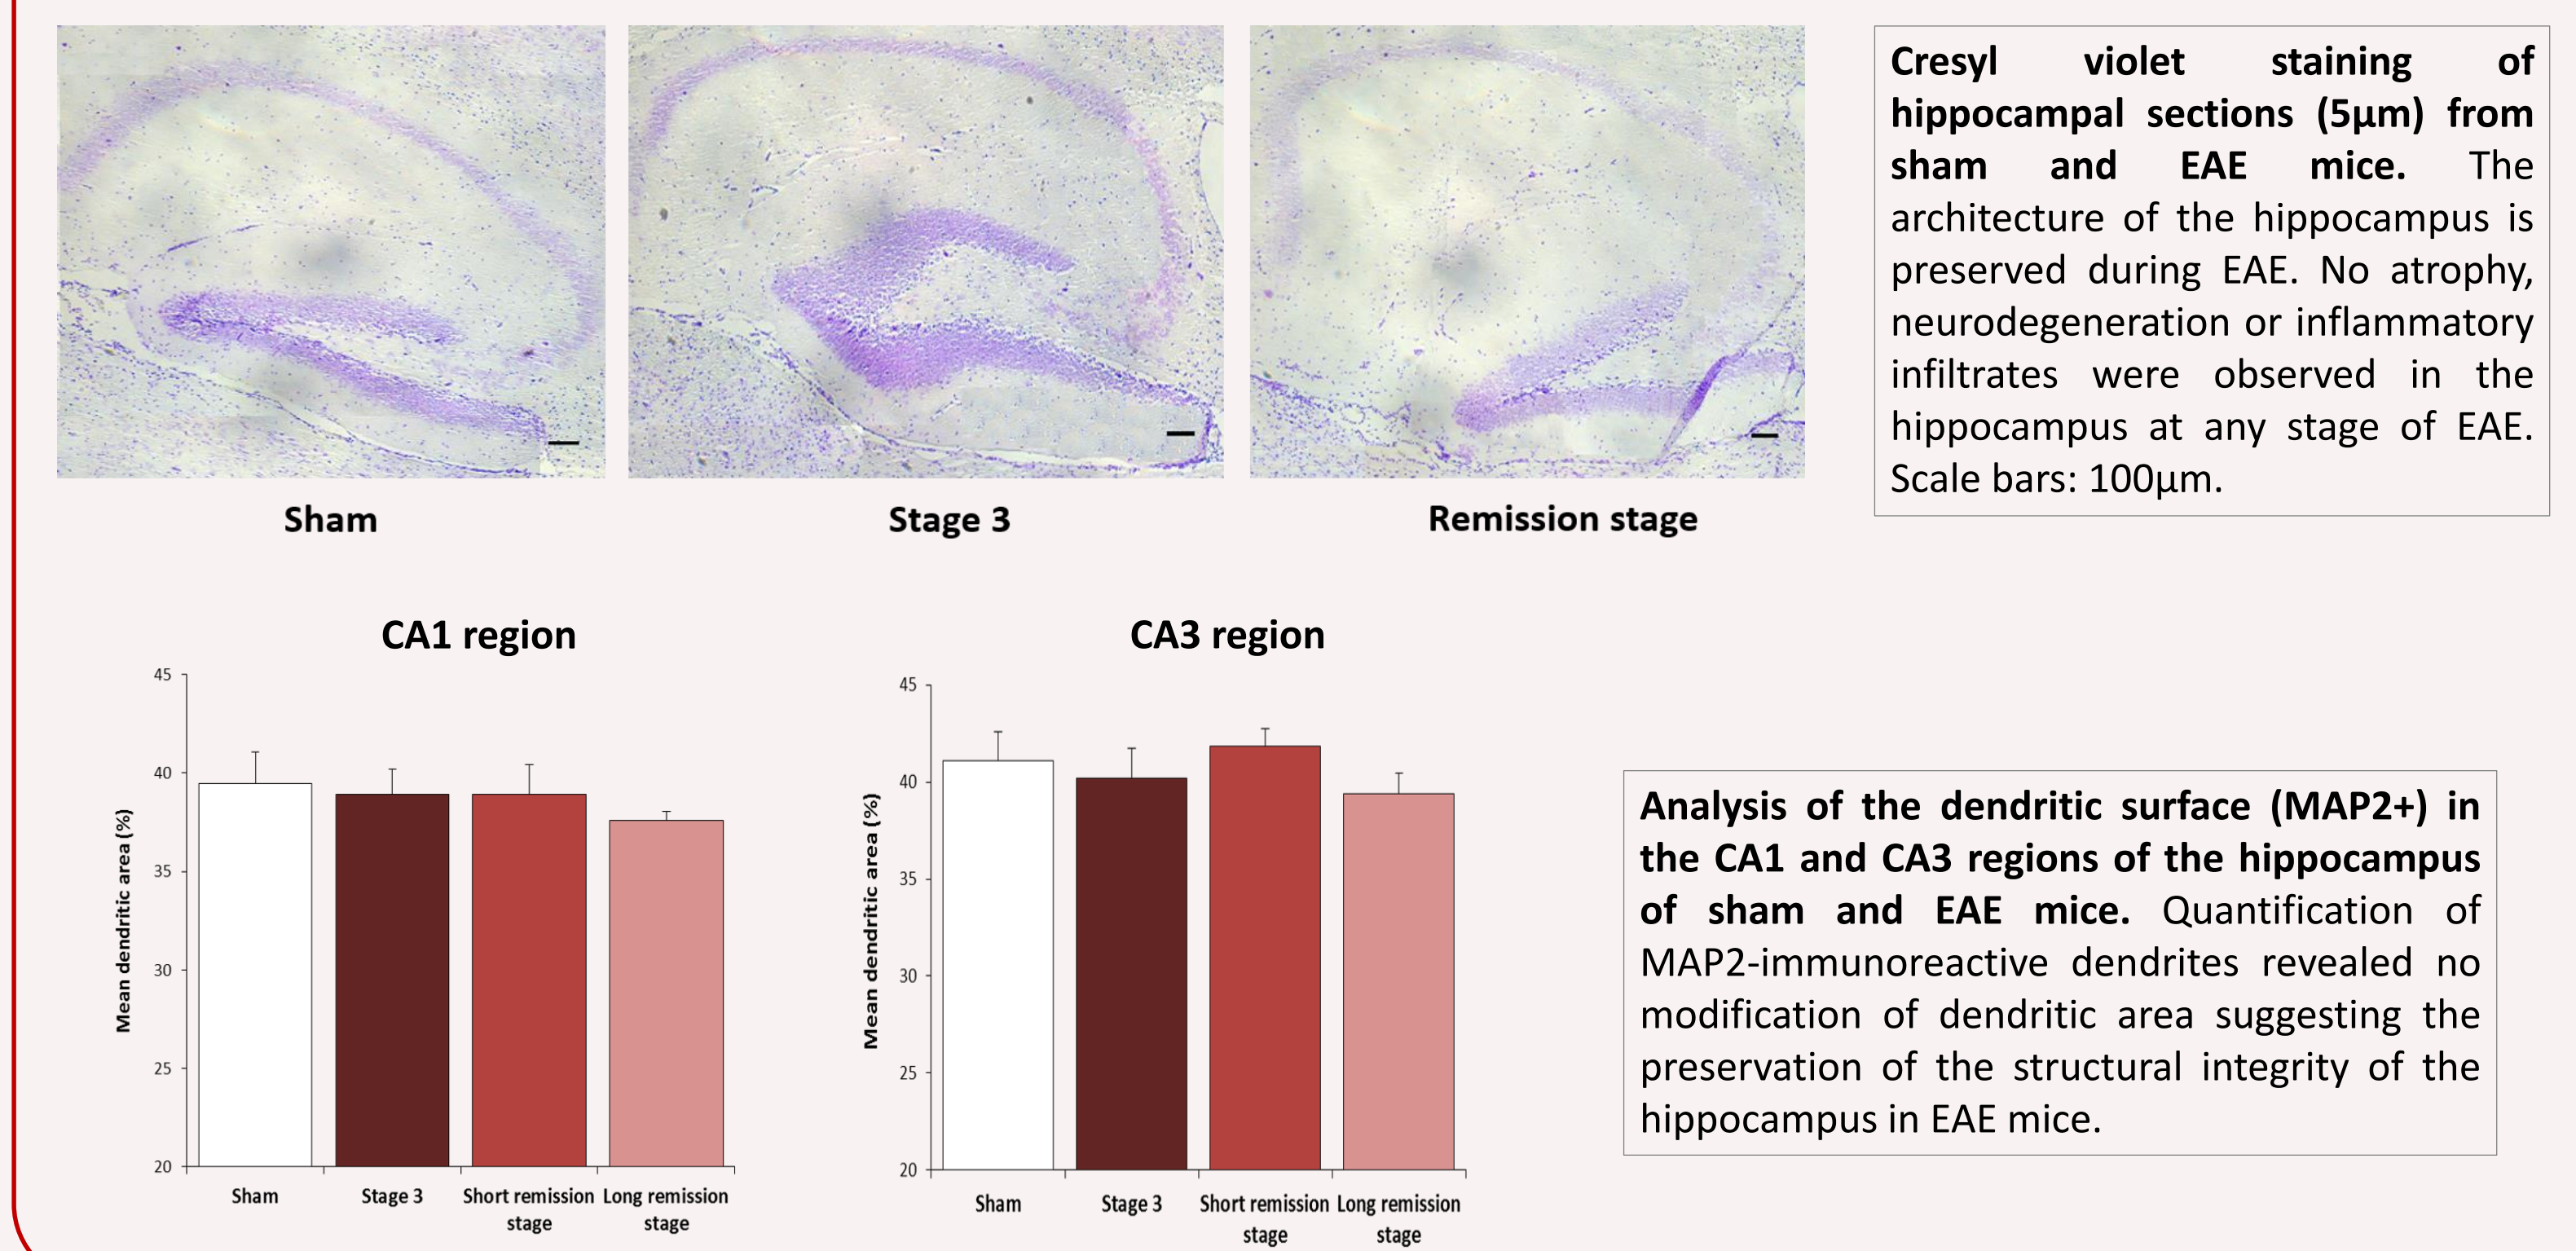 Cresyl violet staining of
hippocampal sections (5µm) from
sham and EAE mice. The
architecture of the hippocampus is
preserved during EAE. No atrophy,
neurodegeneration or inflammatory
infiltrates were observed in the
hippocampus at any stage of EAE.
Scale bars: 100µm.
Sham
Stage 3
Remission stage
CA1 region
Mean dendritic area (%)
45
40
35
30
25
20
Sham
Stage 3
Short remission
stage
Long remission
stage
CA3 region
Mean dendritic area (%)
45
40
35
30
25
20
Sham
Stage 3
Short remission
stage
Long remission
stage
Analysis of the dendritic surface (MAP2+) in
the CA1 and CA3 regions of the hippocampus
of sham and EAE mice. Quantification of
MAP2-immunoreactive dendrites revealed no
modification of dendritic area suggesting the
preservation of the structural integrity of the
hippocampus in EAE mice.